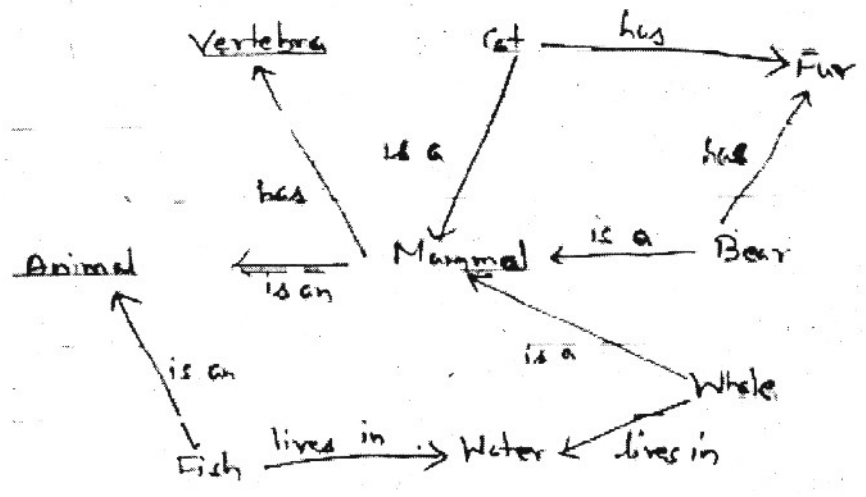 Vertebra
Cat
has
Fur
is a
has
has
Animal
is an
Mammal
is a
Bear
is an
is a
Whale
Fish
lives in
Water
lives in